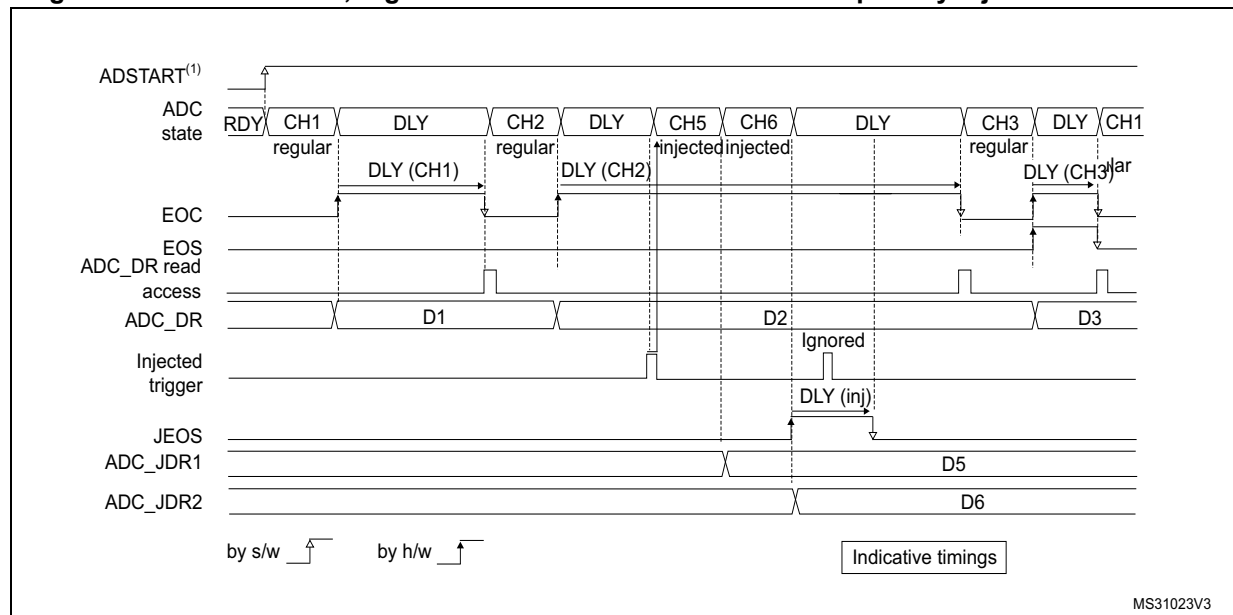 ADSTART(1)
ADC state
RDY CH1 DLY CH2 DLY CH5 CH6 DLY CH3 DLY CH1
regular regular injected injected regular
DLY (CH1) DLY (CH2) DLY (CH3)
EOC
EOS
ADC_DR read access
ADC_DR D1 D2 D3
Ignored
Injected trigger
DLY (inj)
JEOS
ADC_JDR1 D5
ADC_JDR2 D6
by s/w by h/w Indicative timings
MS31023V3